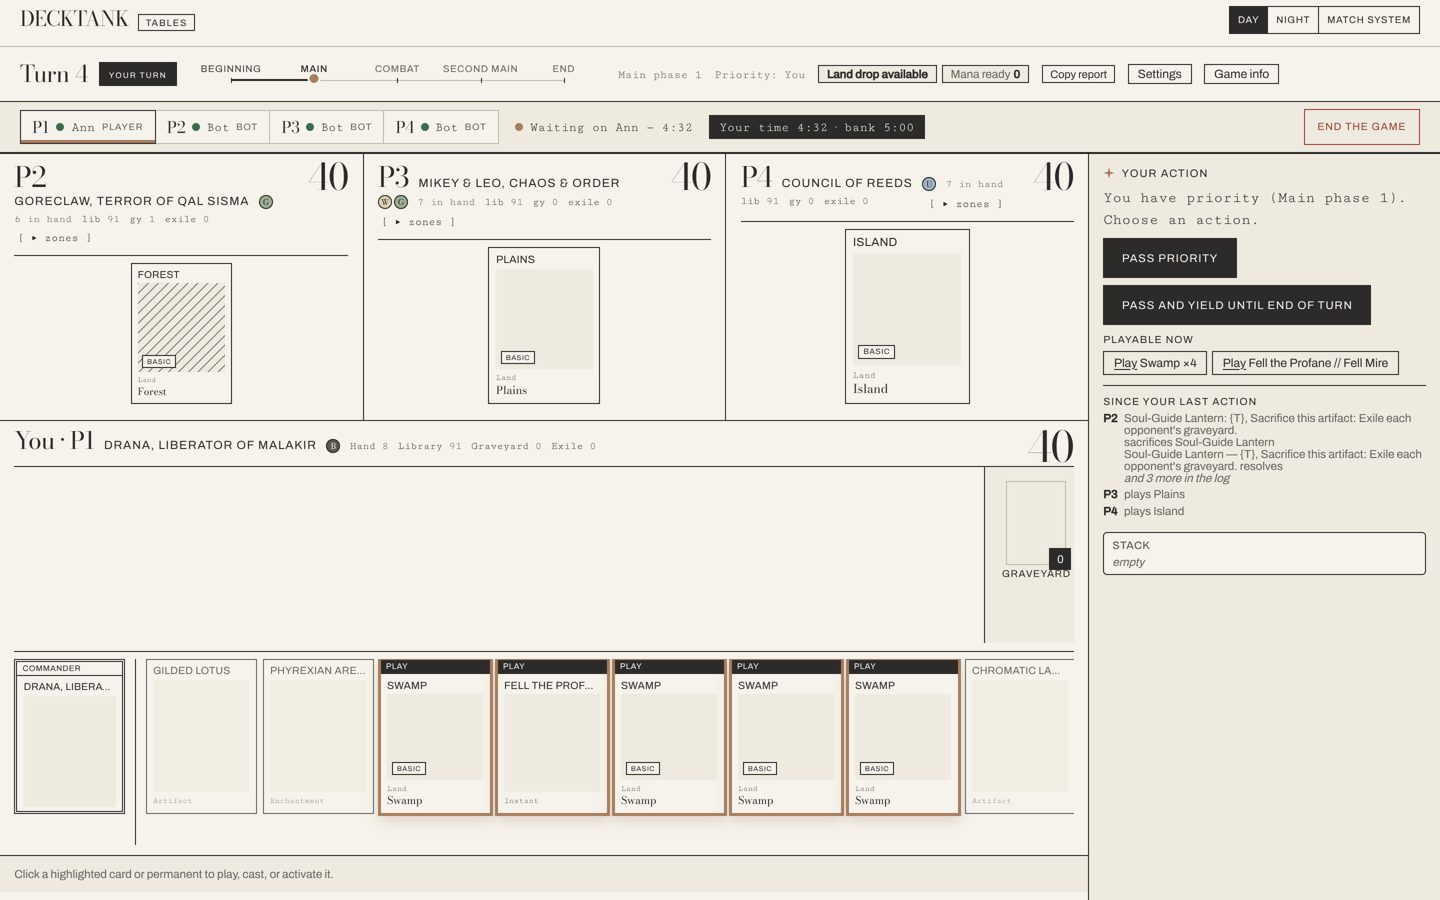 DECKTANK TABLES DAY NIGHT MATCH SYSTEM
Turn 4 YOUR TURN BEGINNING MAIN COMBAT SECOND MAIN END Main phase 1 Priority: You Land drop available Mana ready 0 Copy report Settings Game info
P1 Ann PLAYER P2 Bot BOT P3 Bot BOT P4 Bot BOT Waiting on Ann — 4:32 Your time 4:32 · bank 5:00 END THE GAME
P2 40
GORECLAW, TERROR OF QAL SISMA G
6 in hand lib 91 gy 1 exile 0
[ ▸ zones ]
FOREST
BASIC
Land
Forest
P3 MIKEY & LEO, CHAOS & ORDER 40
W G 7 in hand lib 91 gy 0 exile 0
[ ▸ zones ]
PLAINS
BASIC
Land
Plains
P4 COUNCIL OF REEDS U 7 in hand 40
lib 91 gy 0 exile 0 [ ▸ zones ]
ISLAND
BASIC
Land
Island
You · P1 DRANA, LIBERATOR OF MALAKIR B Hand 8 Library 91 Graveyard 0 Exile 0 40
0
GRAVEYARD
COMMANDER
DRANA, LIBERA...
GILDED LOTUS
Artifact
PHYREXIAN ARE...
Enchantment
PLAY
SWAMP
BASIC
Land
Swamp
PLAY
FELL THE PROF...
Instant
PLAY
SWAMP
BASIC
Land
Swamp
PLAY
SWAMP
BASIC
Land
Swamp
PLAY
SWAMP
BASIC
Land
Swamp
CHROMATIC LA...
Artifact
Click a highlighted card or permanent to play, cast, or activate it.
YOUR ACTION
You have priority (Main phase 1).
Choose an action.
PASS PRIORITY
PASS AND YIELD UNTIL END OF TURN
PLAYABLE NOW
Play Swamp ×4 Play Fell the Profane // Fell Mire
SINCE YOUR LAST ACTION
P2 Soul-Guide Lantern: {T}, Sacrifice this artifact: Exile each
opponent's graveyard.
sacrifices Soul-Guide Lantern
Soul-Guide Lantern — {T}, Sacrifice this artifact: Exile each
opponent's graveyard. resolves
and 3 more in the log
P3 plays Plains
P4 plays Island
STACK
empty